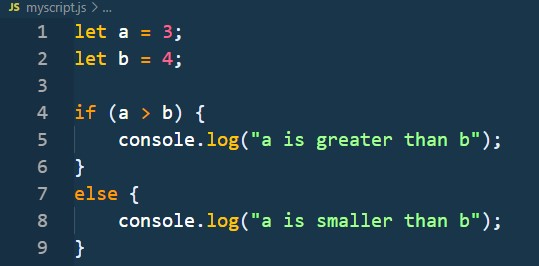 JS myscript.js > ...
1 let a = 3;
2 let b = 4;
3
4 if (a > b) {
5     console.log("a is greater than b");
6 }
7 else {
8     console.log("a is smaller than b");
9 }